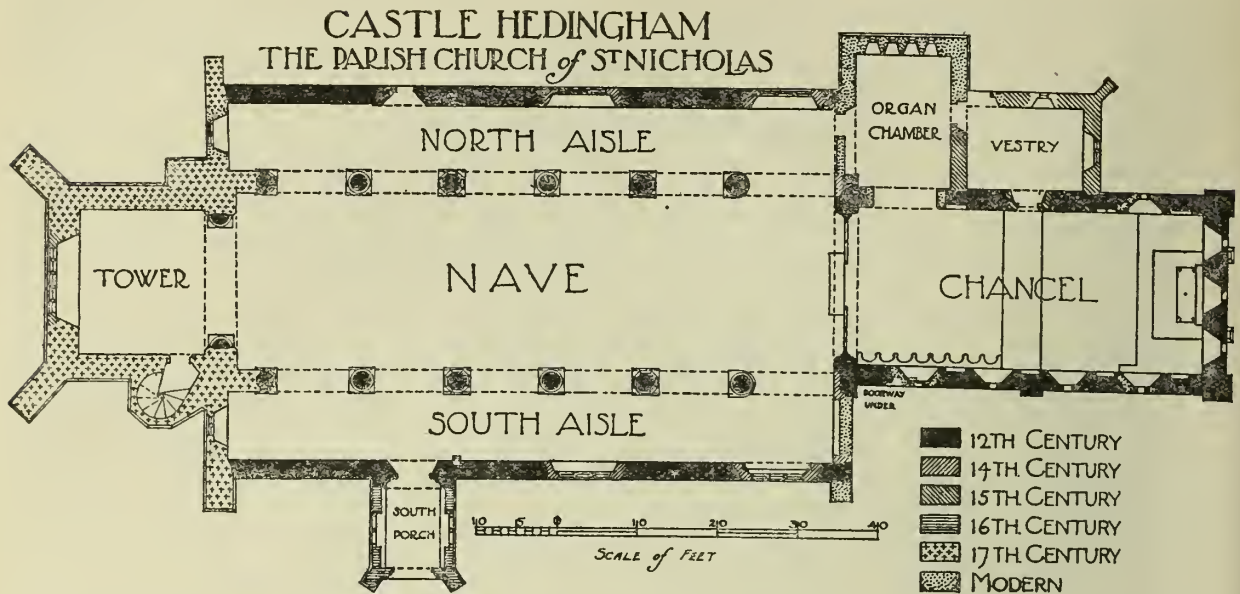 CASTLE HEDINGHAM
THE PARISH CHURCH of ST NICHOLAS
ORGAN
CHAMBER
VESTRY
NORTH AISLE
TOWER
NAVE
CHANCEL
SOUTH AISLE
DOORWAY
UNDER
SOUTH
PORCH
10 5 0 10 20 30 40
SCALE of FEET
12TH CENTURY
14TH CENTURY
15TH CENTURY
16TH CENTURY
17TH CENTURY
MODERN